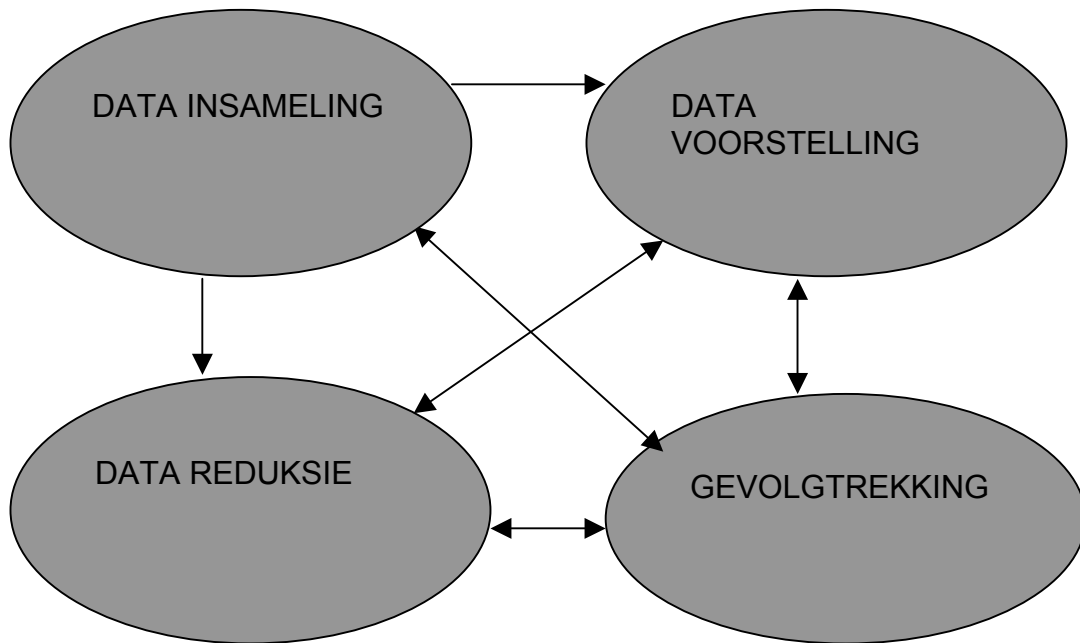 DATA INSAMELING
DATA
VOORSTELLING
DATA REDUKSIE
GEVOLGTREKKING